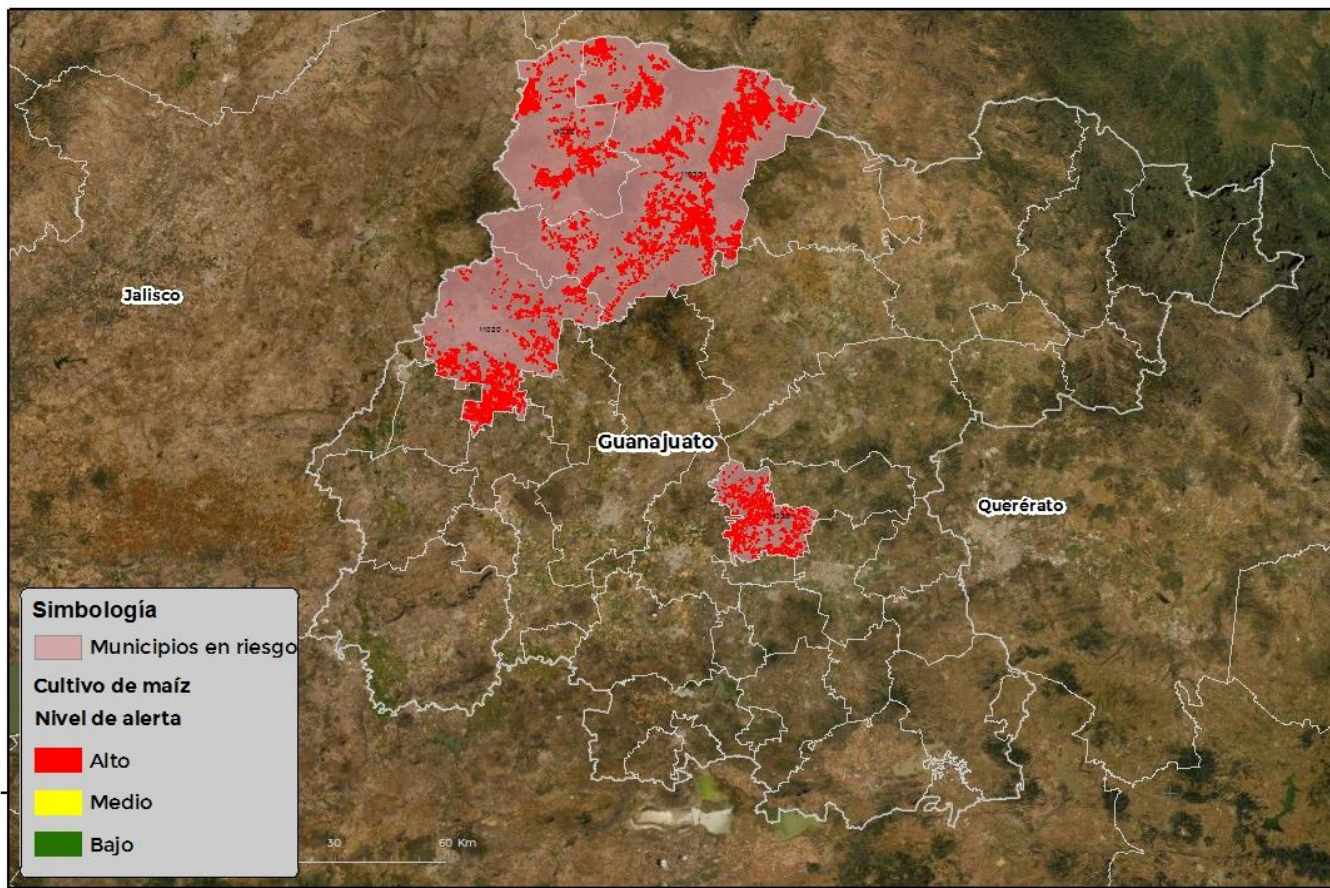 Jalisco
11020
Guanajuato
Querérato
Simbología
Municipios en riesgo
Cultivo de maíz
Nivel de alerta
Alto
Medio
Bajo
30
60 Km